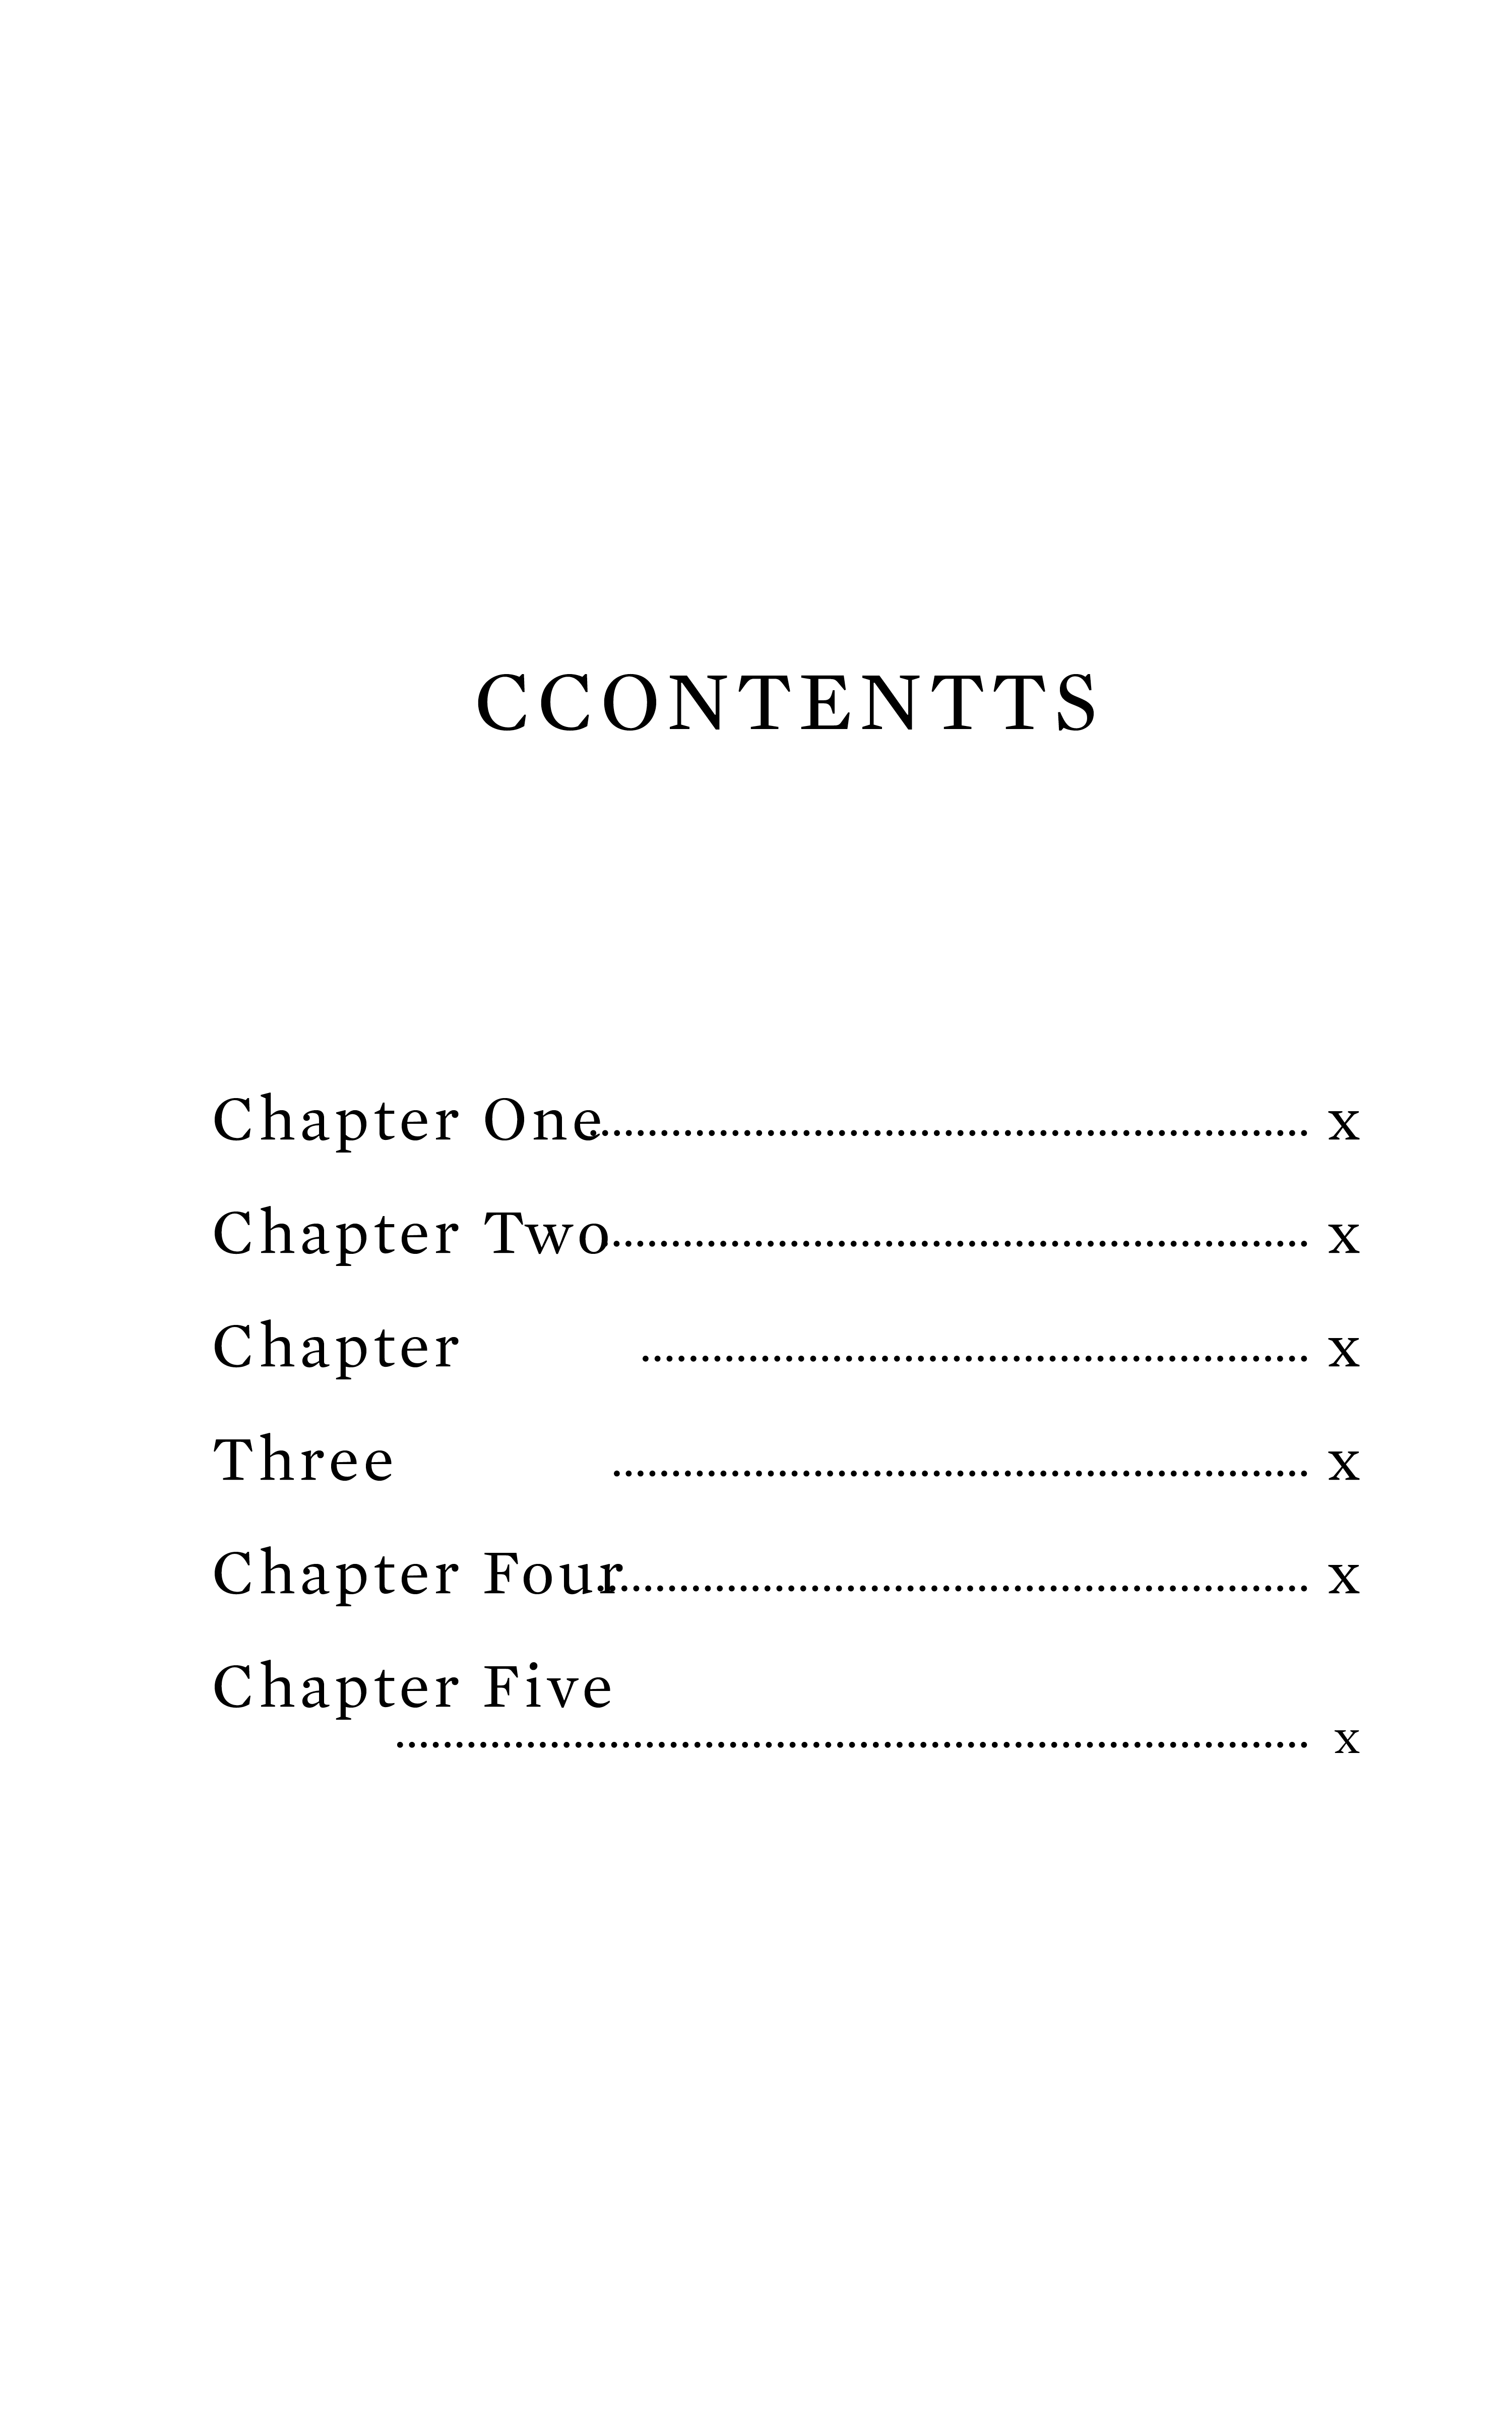 CCONTENTTS
Chapter One............................................................. x
Chapter Two........................................................... x
Chapter ......................................................... x
Three ........................................................... x
Chapter Four............................................................ x
Chapter Five
............................................................................. x